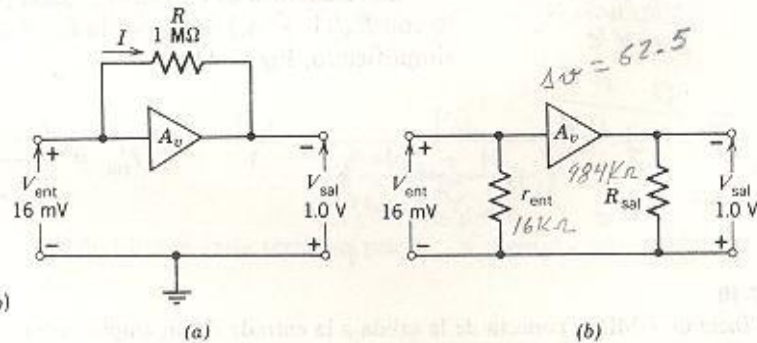 R
1 MΩ
I
A_v
+ −
V_ent V_sal
16 mV 1.0 V
− +
(a)
Δv = 62.5
A_v
+ −
V_ent r_ent 984KΩ R_sal V_sal
16 mV 16KΩ 1.0 V
− +
(b)
simplificando,